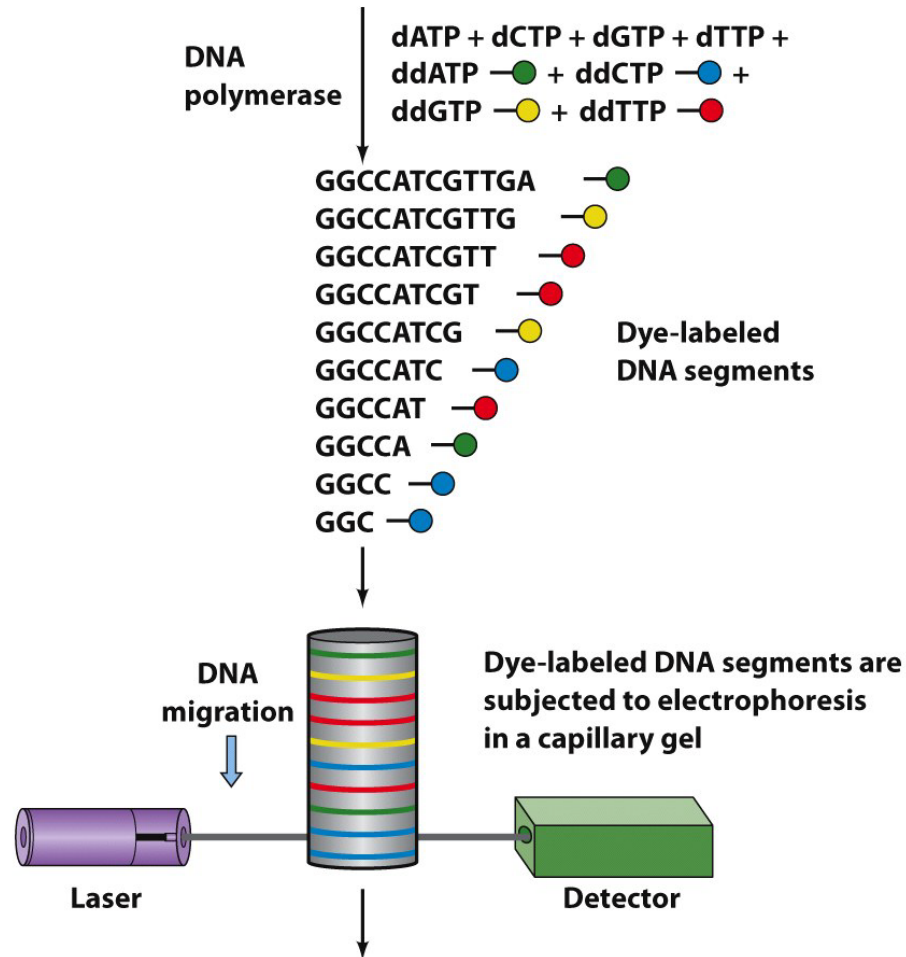 DNA
polymerase
dATP + dCTP + dGTP + dTTP +
ddATP + ddCTP +
ddGTP + ddTTP
GGCCATCGTTGA
GGCCATCGTTG
GGCCATCGTT
GGCCATCGT
GGCCATCG
GGCCATC
GGCCAT
GGCCA
GGCC
GGC
Dye-labeled
DNA segments
DNA
migration
Dye-labeled DNA segments are
subjected to electrophoresis
in a capillary gel
Laser
Detector